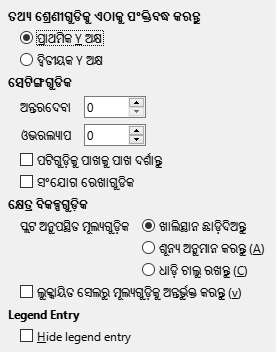 ତଥ୍ୟ ଶ୍ରେଣୀଗୁଡିକୁ ଏଠାକୁ ପଂକ୍ତିବଦ୍ଧ କରନ୍ତୁ
ପ୍ରାଥମିକ Y ଅକ୍ଷ
ଦ୍ୱିତୀୟକ Y ଅକ୍ଷ
ସେଟିଙ୍ଗଗୁଡିକ
ଅନ୍ତରଦେବା 0
ଓଭରଲ୍ୟାପ 0
ପଟିଗୁଡ଼ିକୁ ପାଖକୁ ପାଖ ଦର୍ଶାନ୍ତୁ
ସଂଯୋଗ ରେଖାଗୁଡିକ
କ୍ଷେତ୍ର ବିକଳ୍ପଗୁଡିକ
ପ୍ଲଟ ଅନୁପସ୍ଥିତ ମୂଲ୍ୟଗୁଡ଼ିକ ଖାଲିସ୍ଥାନ ଛାଡ଼ିଦିଅନ୍ତୁ
ଶୂନ୍ୟ ଅନୁମାନ କରନ୍ତୁ (A)
ଧାଡ଼ି ଚାଲୁ ରଖନ୍ତୁ (C)
ଲୁକ୍କାୟିତ ସେଲରୁ ମୂଲ୍ୟଗୁଡ଼ିକୁ ଅନ୍ତର୍ଭୁକ୍ତ କରନ୍ତୁ (v)
Legend Entry
Hide legend entry